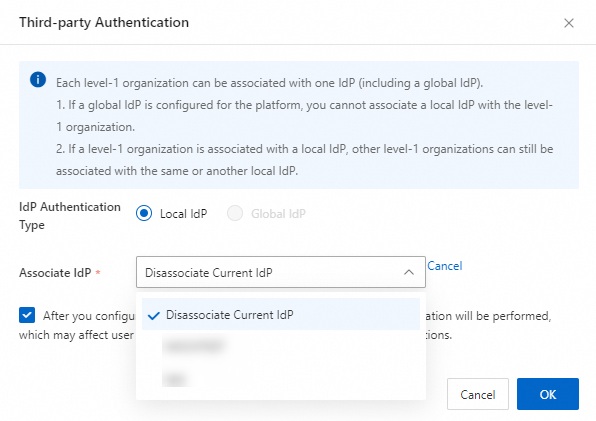 Third-party Authentication
Each level-1 organization can be associated with one IdP (including a global IdP).
1. If a global IdP is configured for the platform, you cannot associate a local IdP with the level-
1 organization.
2. If a level-1 organization is associated with a local IdP, other level-1 organizations can still be
associated with the same or another local IdP.
IdP Authentication
Type
Local IdP
Global IdP
Associate IdP *
Disassociate Current IdP
Cancel
Disassociate Current IdP
After you configu
ation will be performed,
which may affect user
tions.
Cancel
OK